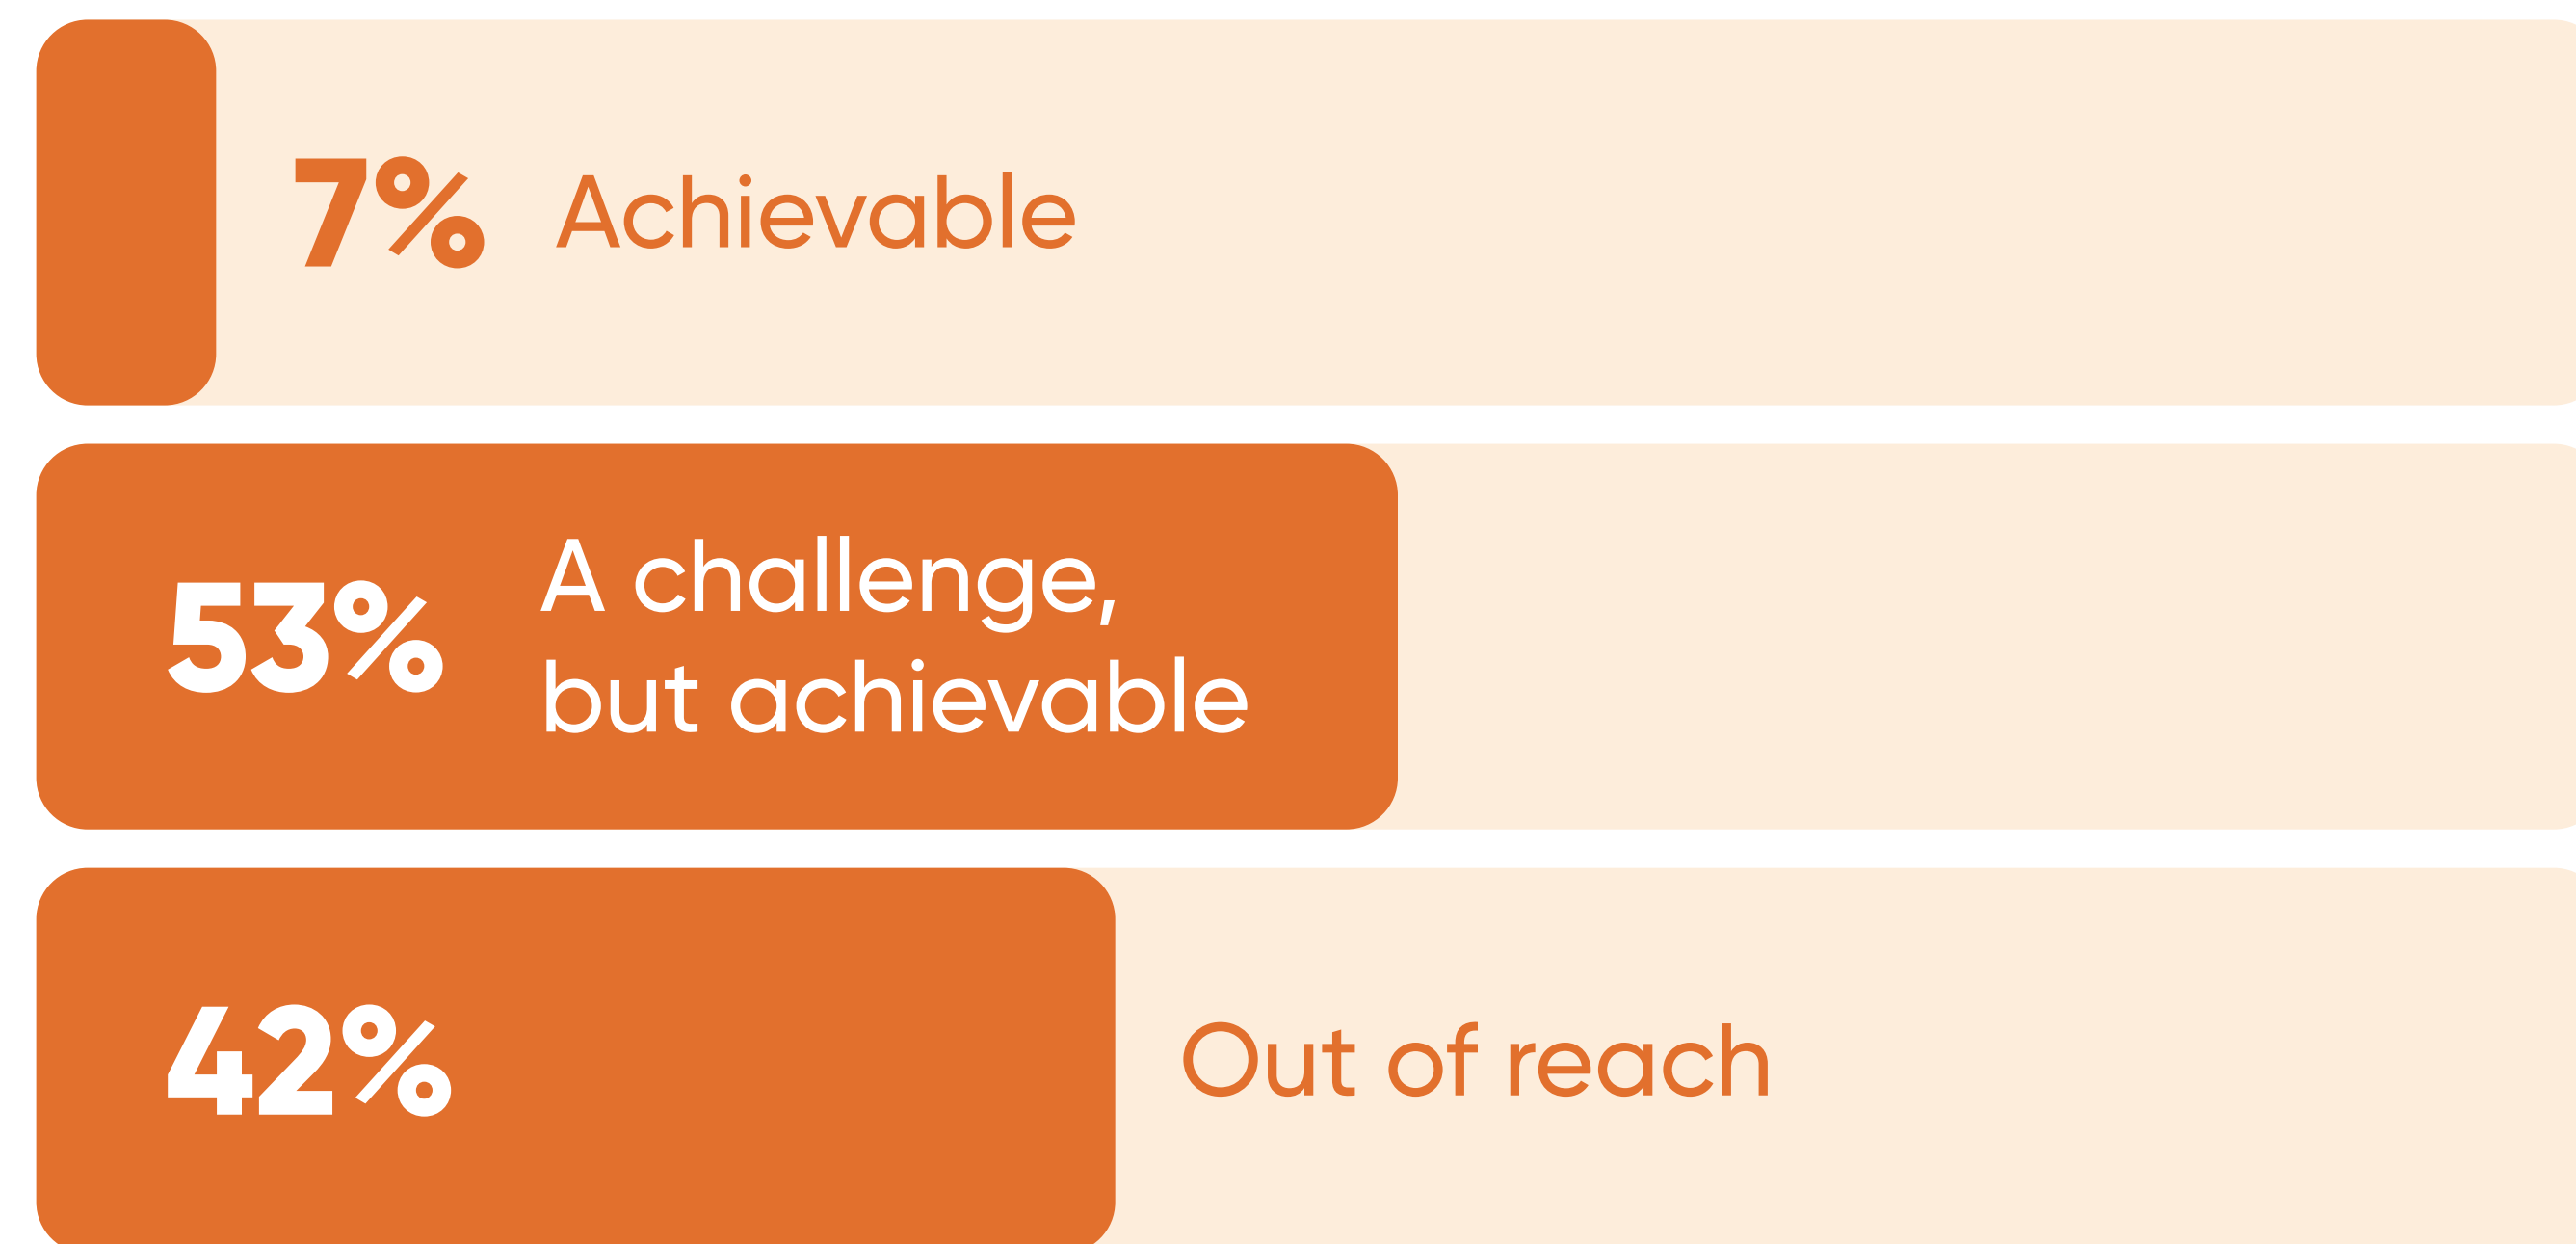 7% Achievable
53% A challenge,
but achievable
42% Out of reach